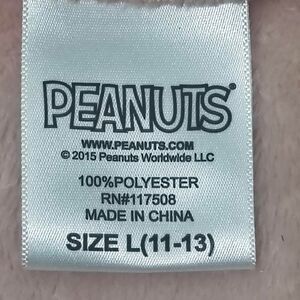 PEANUTS®
WWW.PEANUTS.COM
© 2015 Peanuts Worldwide LLC
100%POLYESTER
RN#117508
MADE IN CHINA
SIZE L(11-13)